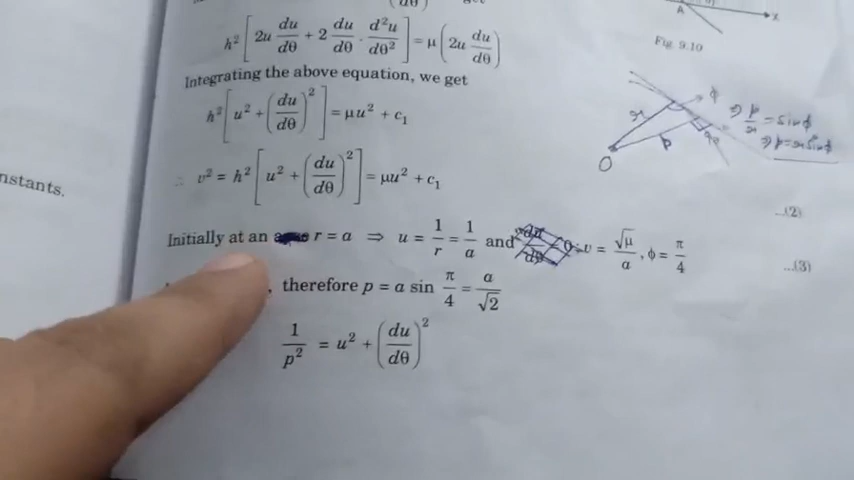 h² [ 2u du/dθ + 2 du/dθ . d²u/dθ² ] = μ ( 2u du/dθ )
Integrating the above equation, we get
h² [ u² + (du/dθ)² ] = μu² + c₁
∴ v² = h² [ u² + (du/dθ)² ] = μu² + c₁
...(2)
Initially at an r = a ⇒ u = 1/r = 1/a and v = √μ/a , φ = π/4
...(3)
, therefore p = a sin π/4 = a/√2
1/p² = u² + (du/dθ)²
nstants.
A
x
Fig. 9.10
φ
r
p
90
O
⇒ p/r = sin φ
⇒ p = r sin φ